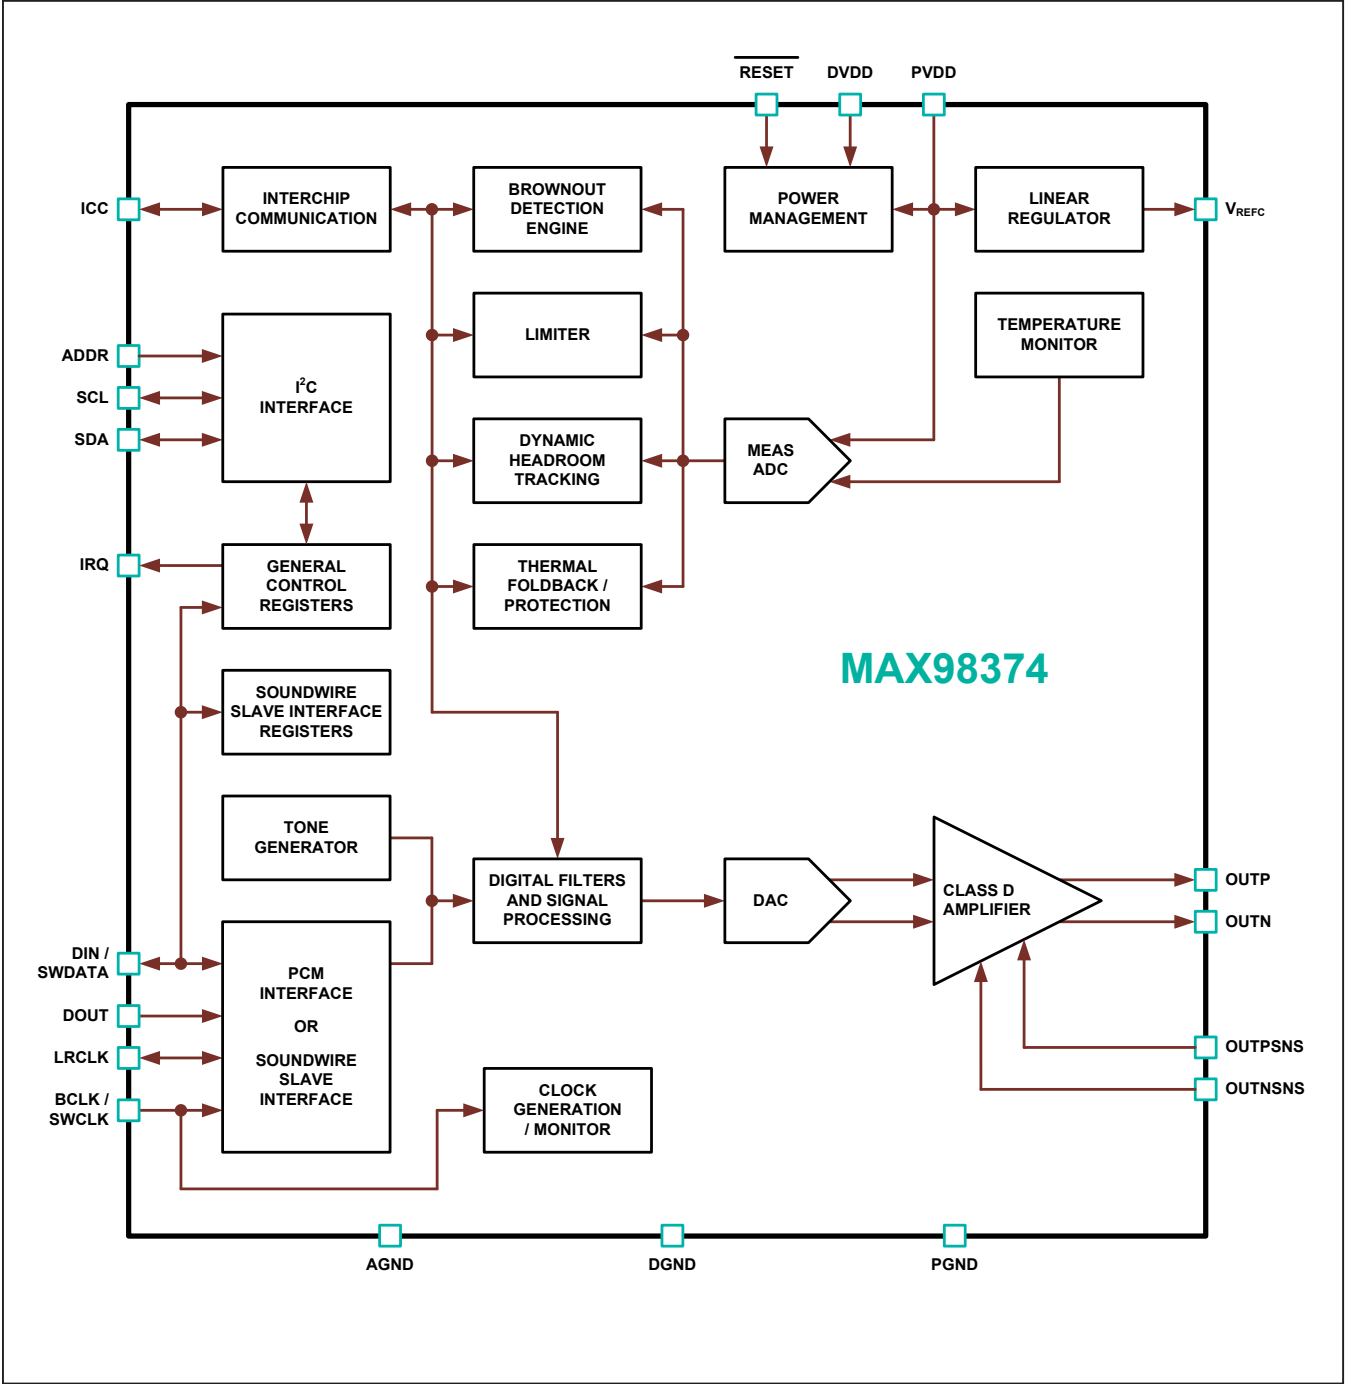 RESET
DVDD
PVDD
ICC
INTERCHIP
COMMUNICATION
BROWNOUT
DETECTION
ENGINE
POWER
MANAGEMENT
LINEAR
REGULATOR
VREFC
ADDR
SCL
SDA
I²C
INTERFACE
LIMITER
TEMPERATURE
MONITOR
DYNAMIC
HEADROOM
TRACKING
MEAS
ADC
IRQ
GENERAL
CONTROL
REGISTERS
THERMAL
FOLDBACK /
PROTECTION
MAX98374
SOUNDWIRE
SLAVE INTERFACE
REGISTERS
TONE
GENERATOR
DIGITAL FILTERS
AND SIGNAL
PROCESSING
DAC
CLASS D
AMPLIFIER
OUTP
OUTN
DIN /
SWDATA
DOUT
LRCLK
BCLK /
SWCLK
PCM
INTERFACE
OR
SOUNDWIRE
SLAVE
INTERFACE
CLOCK
GENERATION
/ MONITOR
OUTPSNS
OUTNSNS
AGND
DGND
PGND